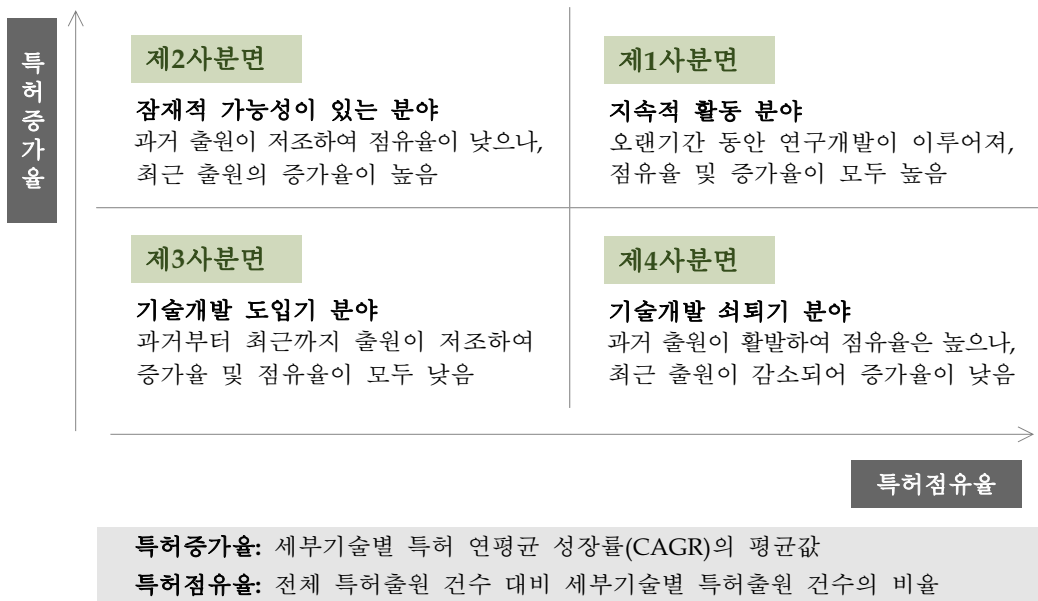 특허증가율
제2사분면
잠재적 가능성이 있는 분야
과거 출원이 저조하여 점유율이 낮으나,
최근 출원의 증가율이 높음
제1사분면
지속적 활동 분야
오랜기간 동안 연구개발이 이루어져,
점유율 및 증가율이 모두 높음
제3사분면
기술개발 도입기 분야
과거부터 최근까지 출원이 저조하여
증가율 및 점유율이 모두 낮음
제4사분면
기술개발 쇠퇴기 분야
과거 출원이 활발하여 점유율은 높으나,
최근 출원이 감소되어 증가율이 낮음
특허점유율
특허증가율: 세부기술별 특허 연평균 성장률(CAGR)의 평균값
특허점유율: 전체 특허출원 건수 대비 세부기술별 특허출원 건수의 비율